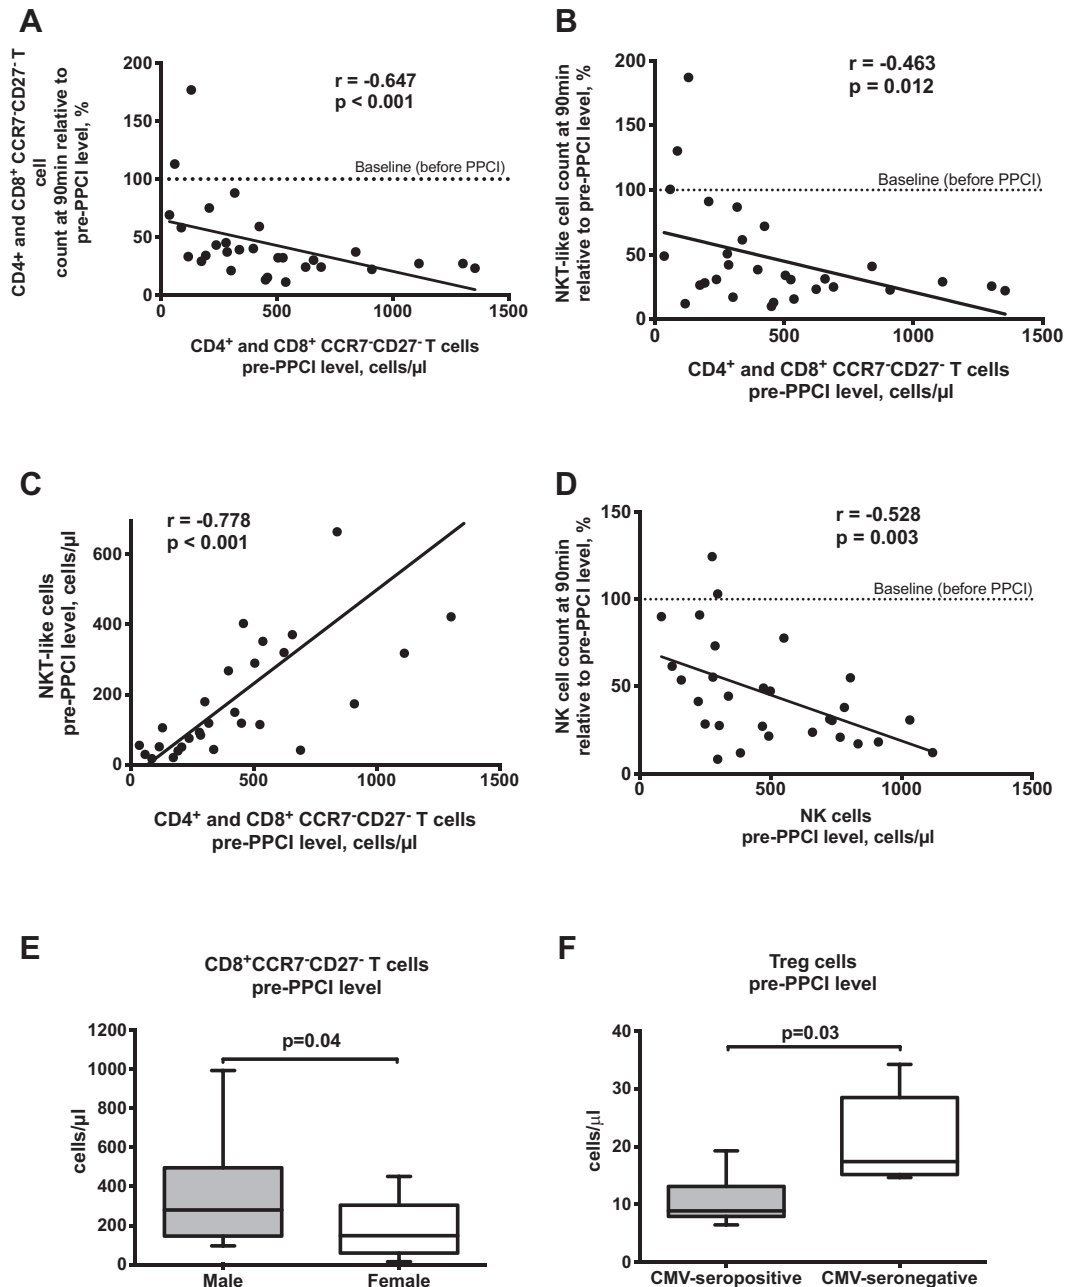 A
CD4+ and CD8⁺ CCR7⁻CD27⁻ T
cell
count at 90min relative to
pre-PPCI level, %
200
150
100
50
0
r = -0.647
p < 0.001
Baseline (before PPCI)
0 500 1000 1500
CD4⁺ and CD8⁺ CCR7⁻CD27⁻ T cells
pre-PPCI level, cells/µl
B
NKT-like cell count at 90min
relative to pre-PPCI level, %
200
150
100
50
0
r = -0.463
p = 0.012
Baseline (before PPCI)
0 500 1000 1500
CD4⁺ and CD8⁺ CCR7⁻CD27⁻ T cells
pre-PPCI level, cells/µl
C
NKT-like cells
pre-PPCI level, cells/µl
600
400
200
0
r = -0.778
p < 0.001
0 500 1000 1500
CD4⁺ and CD8⁺ CCR7⁻CD27⁻ T cells
pre-PPCI level, cells/µl
D
NK cell count at 90min
relative to pre-PPCI level, %
150
100
50
0
r = -0.528
p = 0.003
Baseline (before PPCI)
0 500 1000 1500
NK cells
pre-PPCI level, cells/µl
E
CD8⁺CCR7⁻CD27⁻ T cells
pre-PPCI level
cells/µl
1200
1000
800
600
400
200
0
p=0.04
Male Female
F
Treg cells
pre-PPCI level
cells/µl
40
30
20
10
0
p=0.03
CMV-seropositive CMV-seronegative